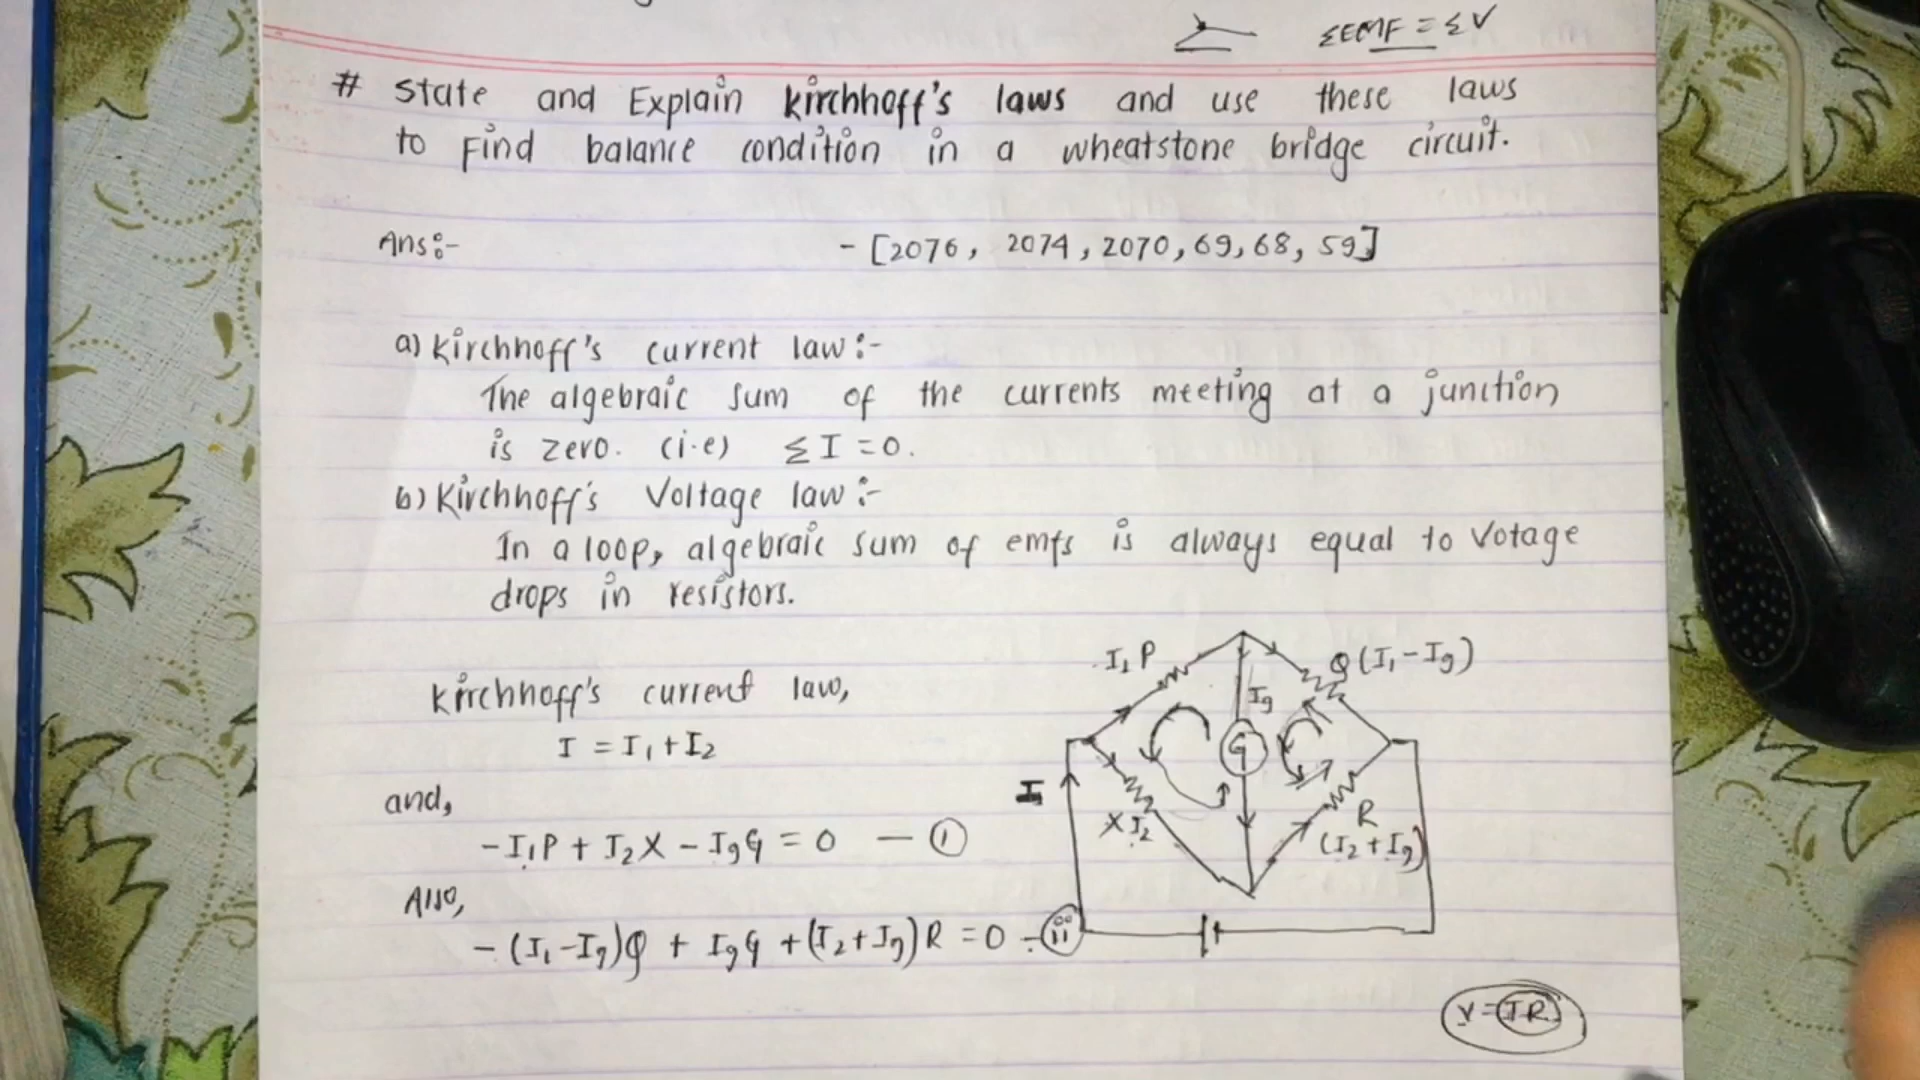 ΣEMF = ΣV
# State and Explain Kirchhoff's laws and use these laws
to Find balance condition in a wheatstone bridge circuit.
Ans:-
- [2076, 2074, 2070, 69, 68, 59]
a) Kirchhoff's current law:-
The algebraic sum of the currents meeting at a junction
is zero. (i.e) ΣI = 0.
b) Kirchhoff's Voltage law:-
In a loop, algebraic sum of emfs is always equal to Votage
drops in resistors.
I₁ P
Q (I₁ - Ig)
Kirchhoff's current law,
Ig
I = I₁ + I₂
G
I
and,
X I₂
R
(I₂ + Ig)
-I₁P + I₂X - IgG = 0 — ①
Also,
- (I₁ - Ig)Q + IgG + (I₂ + Ig)R = 0 - ⓘⓘ
V = IR